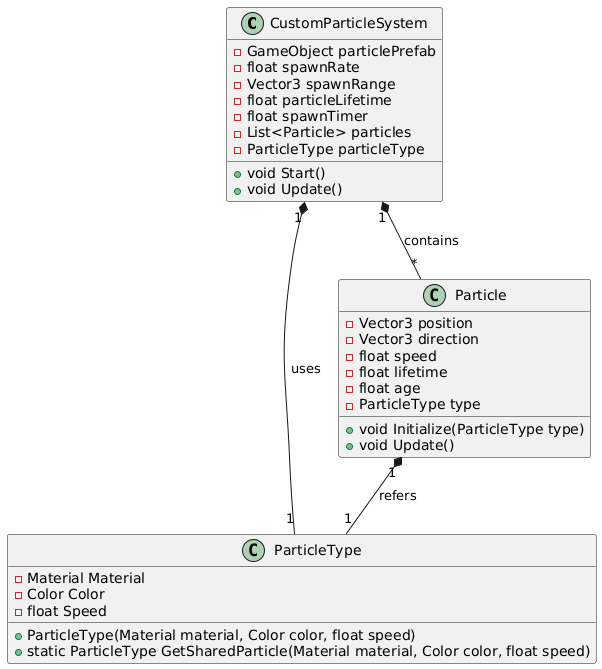 C CustomParticleSystem
GameObject particlePrefab
float spawnRate
Vector3 spawnRange
float particleLifetime
float spawnTimer
List<Particle> particles
ParticleType particleType
void Start()
void Update()
1
1
contains
*
C Particle
Vector3 position
Vector3 direction
float speed
float lifetime
float age
ParticleType type
void Initialize(ParticleType type)
void Update()
uses
1
refers
1
1
C ParticleType
Material Material
Color Color
float Speed
ParticleType(Material material, Color color, float speed)
static ParticleType GetSharedParticle(Material material, Color color, float speed)